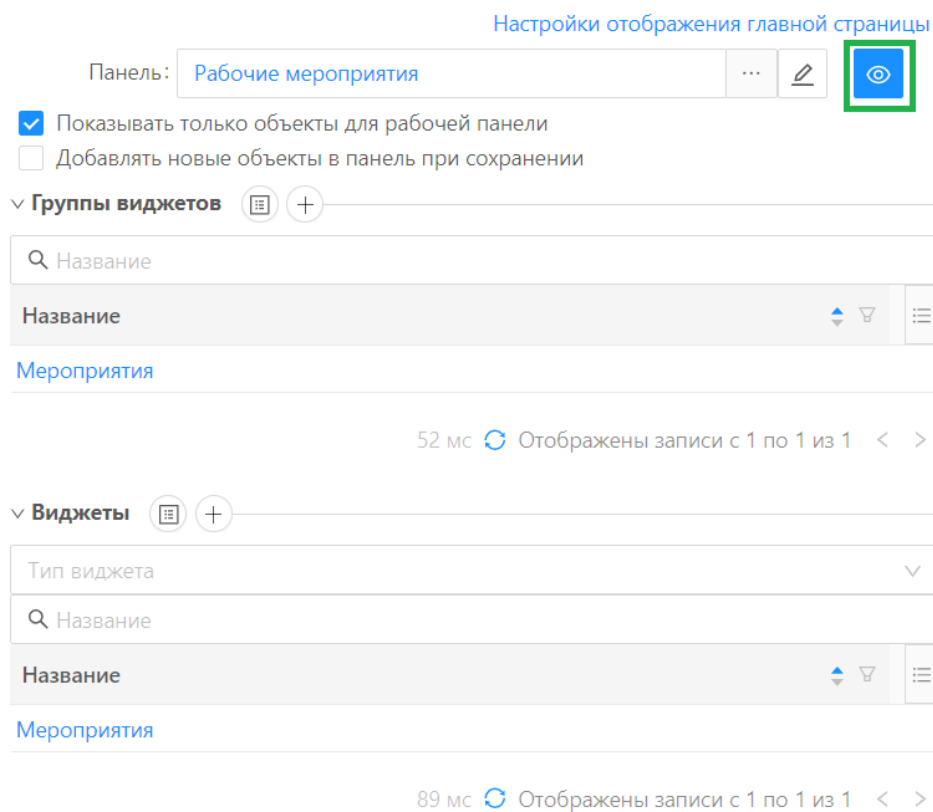 Настройки отображения главной страницы
Панель: Рабочие мероприятия
Показывать только объекты для рабочей панели
Добавлять новые объекты в панель при сохранении
Группы виджетов
Название
Название
Мероприятия
52 мс Отображены записи с 1 по 1 из 1
Виджеты
Тип виджета
Название
Название
Мероприятия
89 мс Отображены записи с 1 по 1 из 1